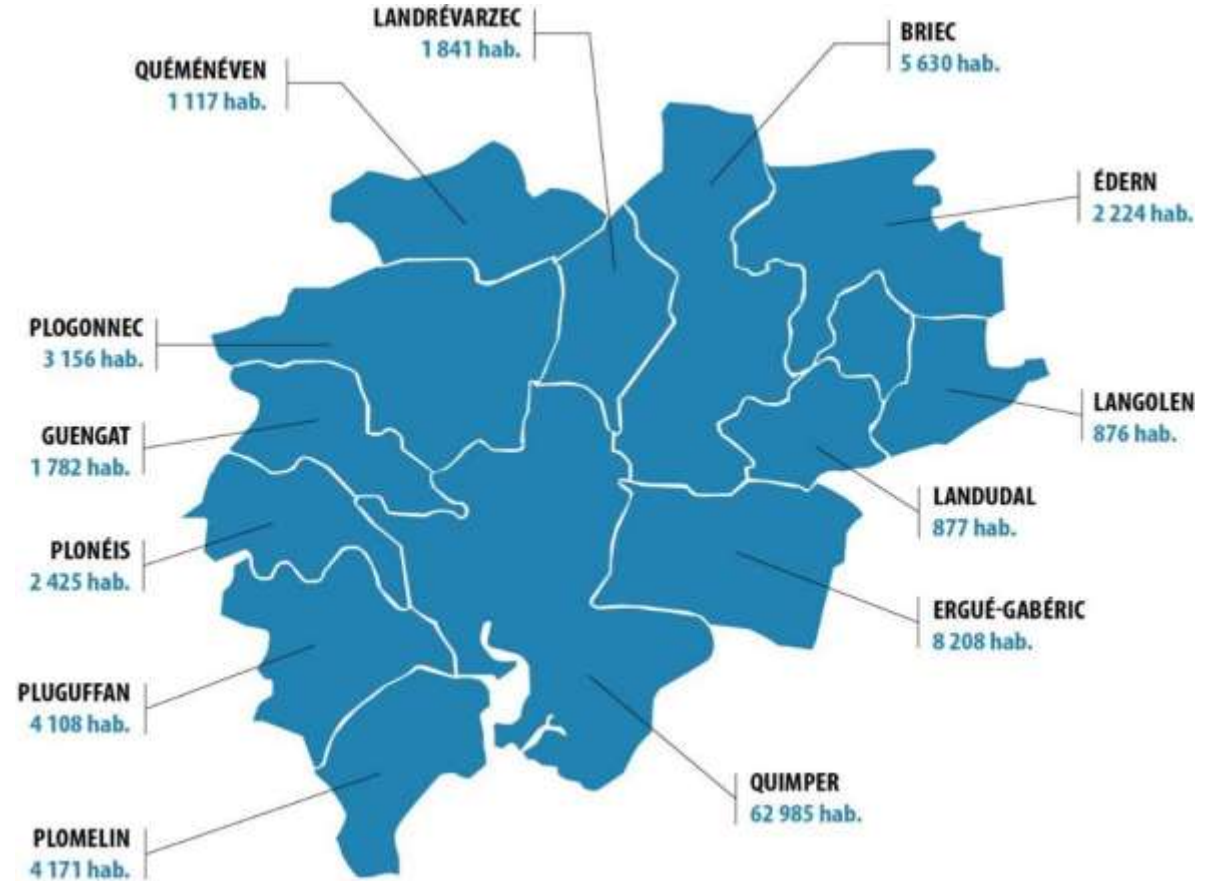 LANDRÉVARZEC
1 841 hab.
BRIEC
5 630 hab.
QUÉMÉNÉVEN
1 117 hab.
ÉDERN
2 224 hab.
PLOGONNEC
3 156 hab.
LANGOLEN
876 hab.
GUENGAT
1 782 hab.
LANDUDAL
877 hab.
PLONÉIS
2 425 hab.
ERGUÉ-GABÉRIC
8 208 hab.
PLUGUFFAN
4 108 hab.
QUIMPER
62 985 hab.
PLOMELIN
4 171 hab.